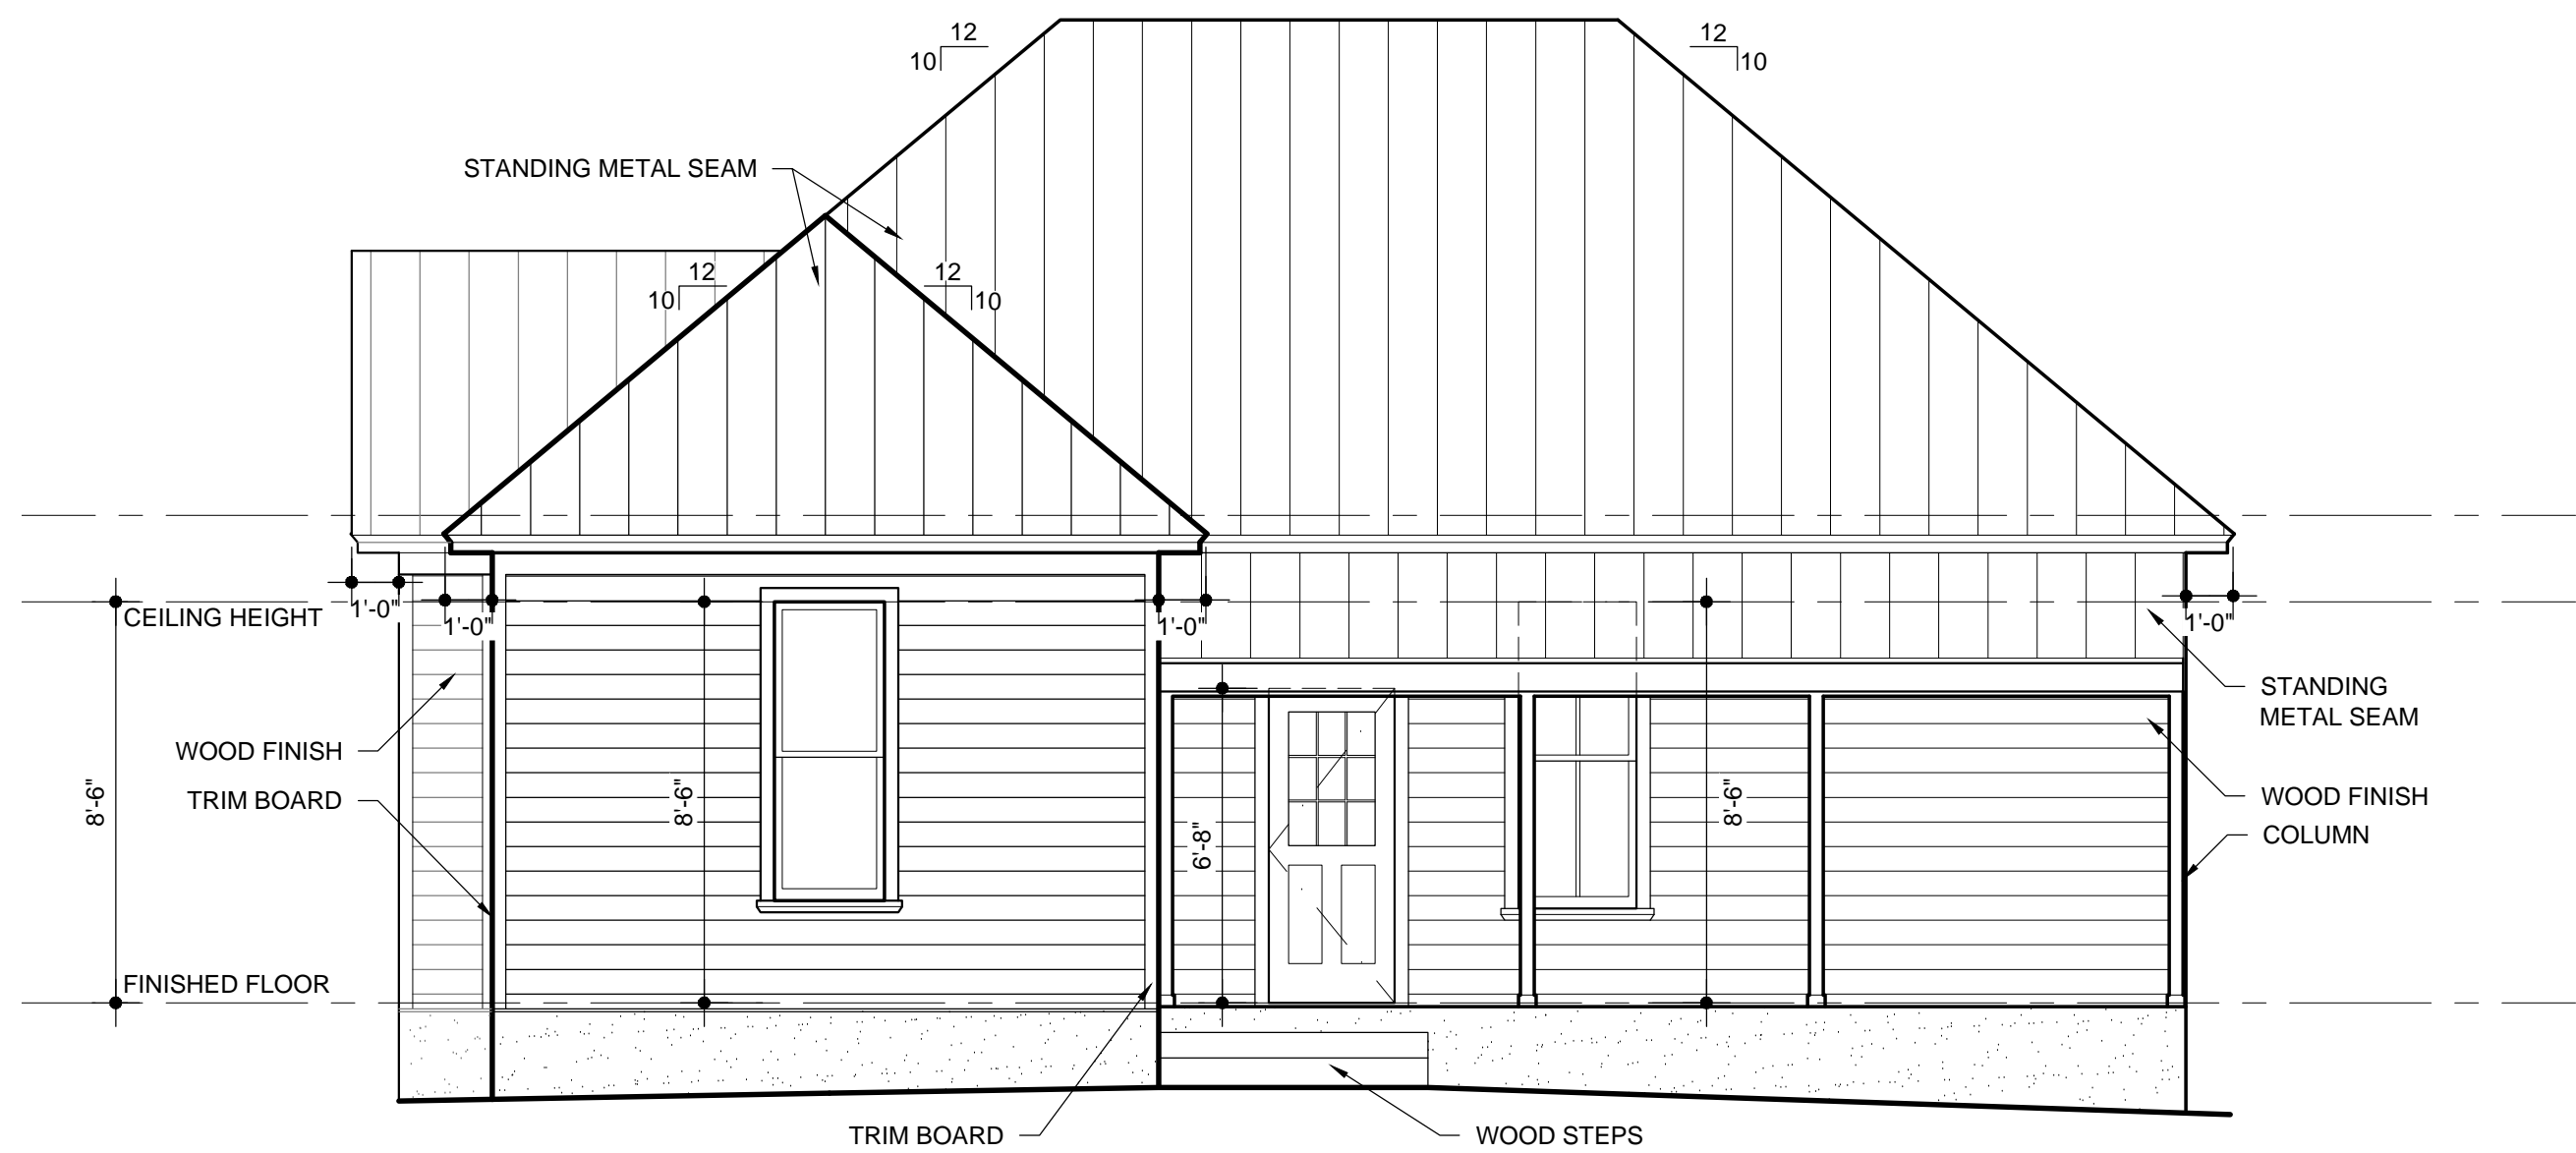 12
10
12
10
STANDING METAL SEAM
12
10
12
10
CEILING HEIGHT
1'-0"
1'-0"
1'-0"
1'-0"
STANDING
METAL SEAM
WOOD FINISH
TRIM BOARD
8'-6"
8'-6"
6'-8"
8'-6"
WOOD FINISH
COLUMN
FINISHED FLOOR
TRIM BOARD
WOOD STEPS